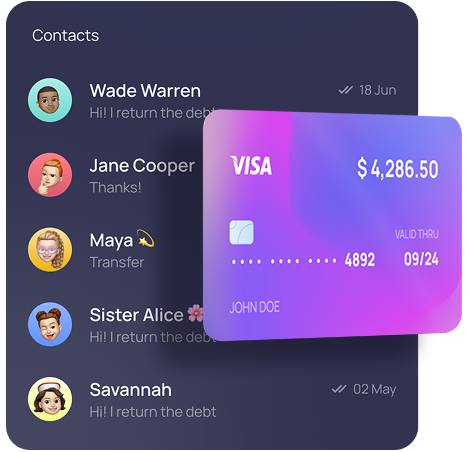 Contacts
Wade Warren
18 Jun
Hi! I return the debt
VISA
$ 4,286.50
Jane Cooper
Thanks!
Maya 💫
VALID THRU
Transfer
•••• •••• •••• 4892
09/24
Sister Alice 🌸
JOHN DOE
Hi! I return the debt
Savannah
02 May
Hi! I return the debt